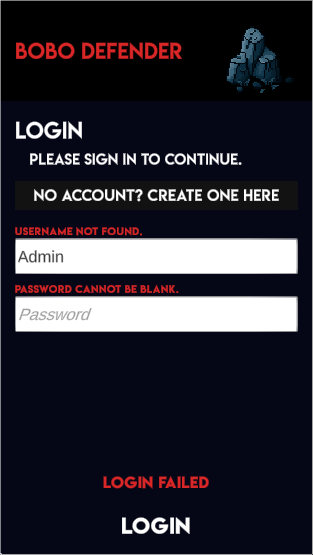 BOBO DEFENDER
LOGIN
PLEASE SIGN IN TO CONTINUE.
NO ACCOUNT? CREATE ONE HERE
USERNAME NOT FOUND.
Admin
PASSWORD CANNOT BE BLANK.
Password
LOGIN FAILED
LOGIN